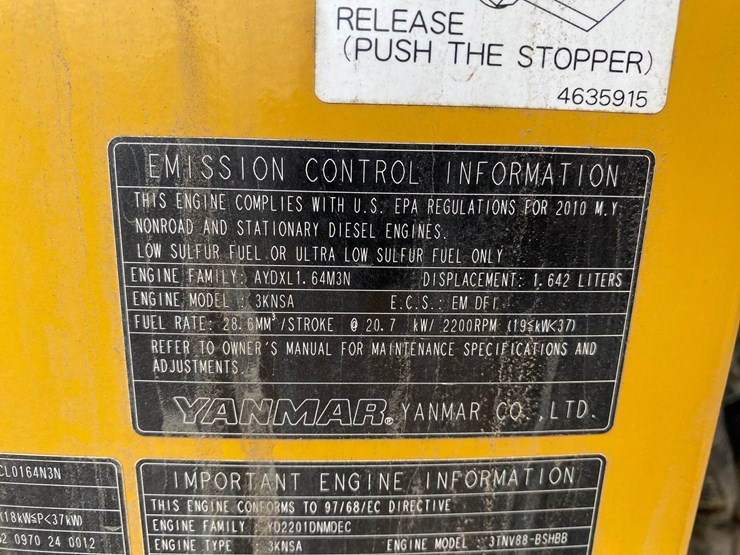 RELEASE
(PUSH THE STOPPER)
4635915
EMISSION CONTROL INFORMATION
THIS ENGINE COMPLIES WITH U.S. EPA REGULATIONS FOR 2010 M.Y
NONROAD AND STATIONARY DIESEL ENGINES.
LOW SULFUR FUEL OR ULTRA LOW SULFUR FUEL ONLY
ENGINE FAMILY: AYDXL1.64M3N DISPLACEMENT: 1.642 LITERS
ENGINE MODEL : 3KNSA E.C.S.: EM DFI
FUEL RATE: 28.6MM³/STROKE @ 20.7 kW/ 2200RPM (19≤kW<37)
REFER TO OWNER'S MANUAL FOR MAINTENANCE SPECIFICATIONS AND
ADJUSTMENTS.
YANMAR® YANMAR CO.,LTD.
CL0164N3N
(18kW≤P<37kW)
2 0970 24 0012
IMPORTANT ENGINE INFORMATION
THIS ENGINE CONFORMS TO 97/68/EC DIRECTIVE
ENGINE FAMILY YD2201DNMDEC
ENGINE TYPE : 3KNSA ENGINE MODEL : 3TNV88-BSHBB